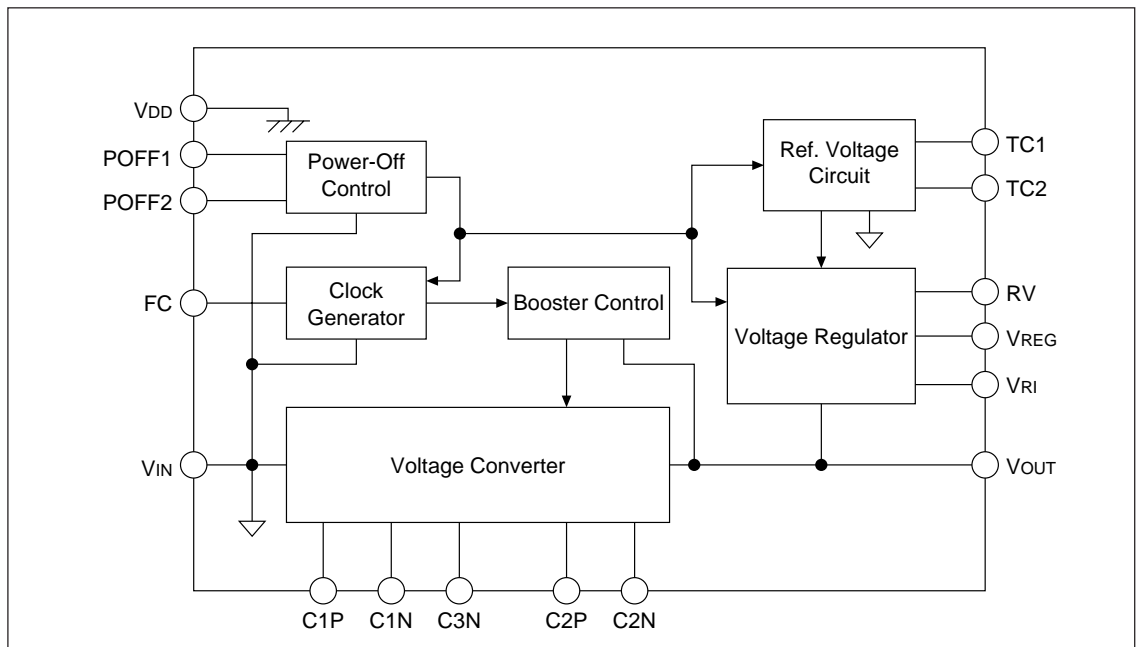 VDD
POFF1
POFF2
Power-Off
Control
Ref. Voltage
Circuit
TC1
TC2
FC
Clock
Generator
Booster Control
Voltage Regulator
RV
VREG
VRI
VIN
Voltage Converter
VOUT
C1P
C1N
C3N
C2P
C2N